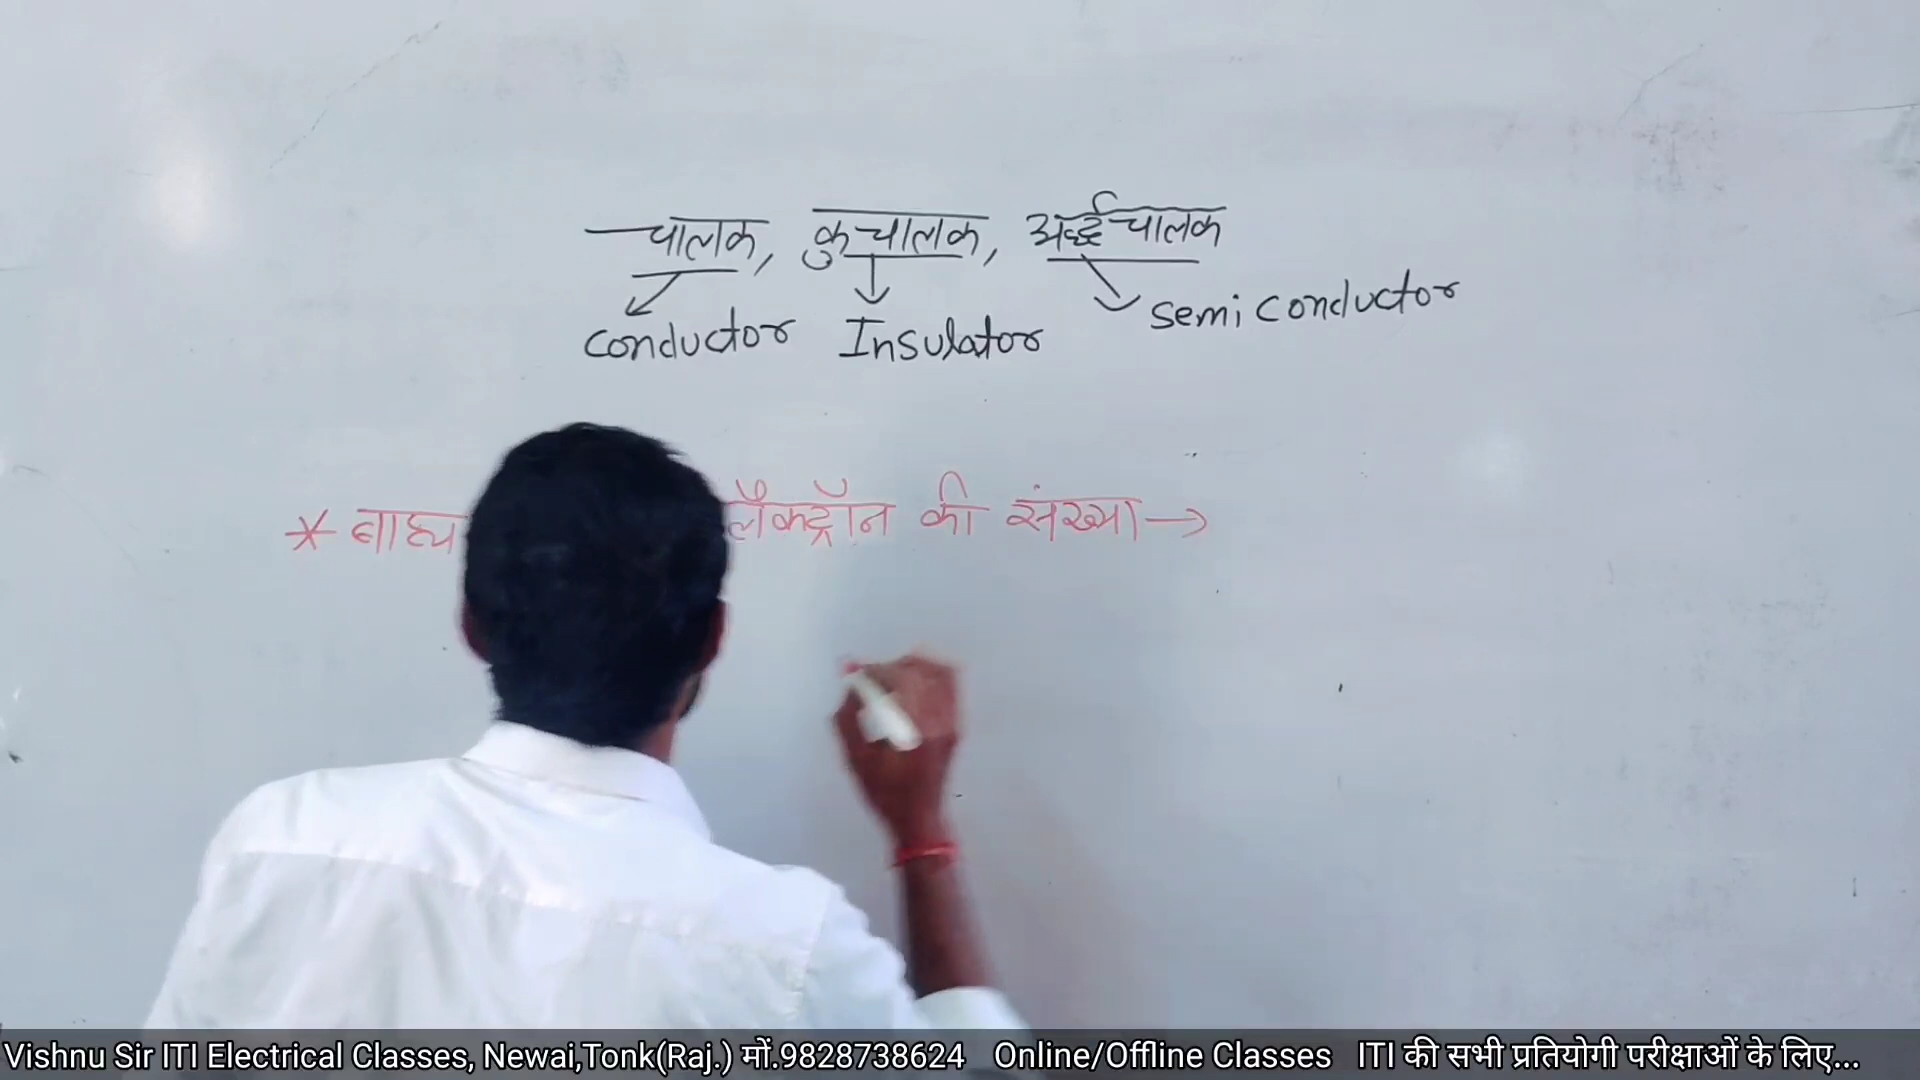 चालक, कुचालक, अर्द्धचालक
conductor Insulator semi conductor
* बाह्य लैक्ट्रॉन की संख्या →
Vishnu Sir ITI Electrical Classes, Newai,Tonk(Raj.) मों.9828738624 Online/Offline Classes ITI की सभी प्रतियोगी परीक्षाओं के लिए...